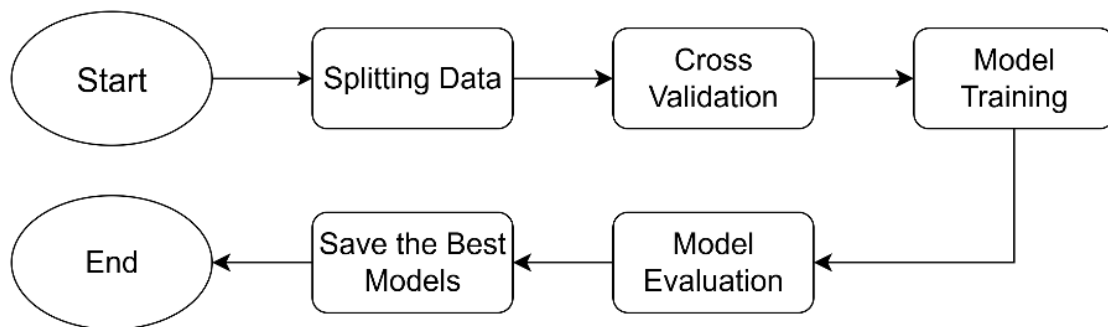 Start
Splitting Data
Cross
Validation
Model
Training
Model
Evaluation
Save the Best
Models
End